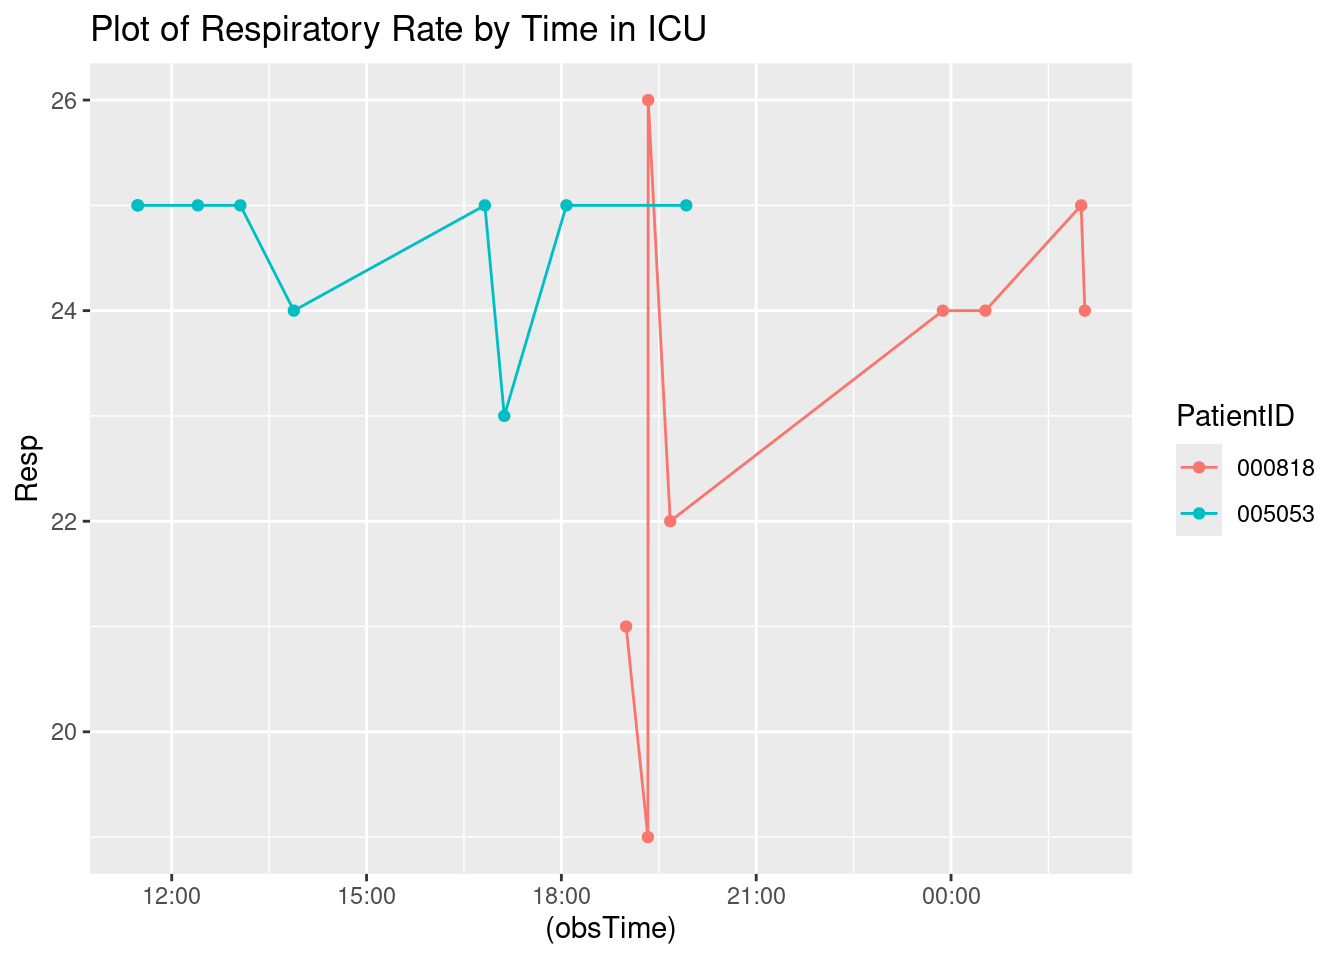 Plot of Respiratory Rate by Time in ICU
26
24
22
20
Resp
12:00 15:00 18:00 21:00 00:00
(obsTime)
PatientID
000818
005053